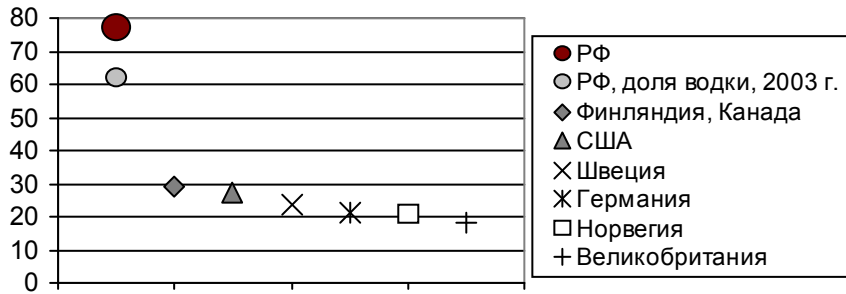 80
70
60
50
40
30
20
10
0
РФ
РФ, доля водки, 2003 г.
Финляндия, Канада
США
Швеция
Германия
Норвегия
Великобритания